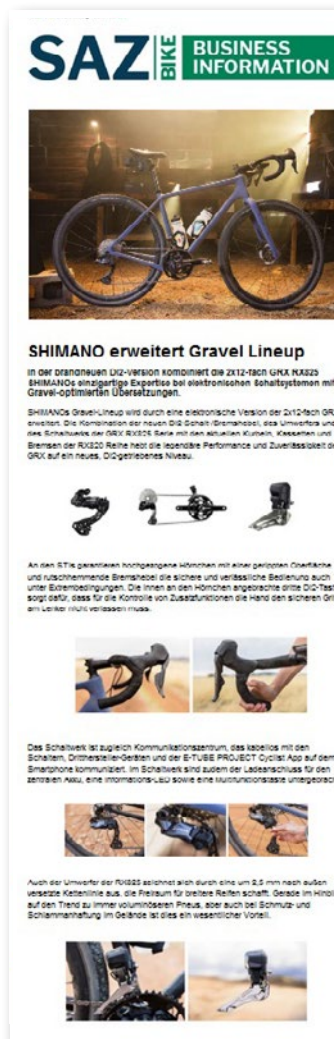 SAZ BIKE BUSINESS
INFORMATION
SHIMANO erweitert Gravel Lineup
In der brandneuen Di2-Version kombiniert die 2x12-fach GRX RX825
SHIMANOs einzigartige Expertise bei elektronischen Schaltsystemen mit
Gravel-optimierten Übersetzungen.
SHIMANOs Gravel-Lineup wird durch eine elektronische Version der 2x12-fach GRX
erweitert. Die Kombination der neuen Di2 Schalt-/Bremshebel, des Umwerfers und
des Schaltwerks der GRX RX825 Serie mit den aktuellen Kurbeln, Kassetten und
Bremsen der RX820 Reihe hebt die legendäre Performance und Zuverlässigkeit de
GRX auf ein neues, Di2-getriebenes Niveau.
An den STIs garantieren hochgezogene Hörnchen mit einer gerippten Oberfläche
und rutschhemmende Bremshebel die sichere und verlässliche Bedienung auch
unter Extrembedingungen. Die innen an den Hörnchen angebrachte dritte Di2-Tast
sorgt dafür, dass für die Kontrolle von Zusatzfunktionen die Hand den sicheren Gri
am Lenker nicht verlassen muss.
Das Schaltwerk ist zugleich Kommunikationszentrum, das kabellos mit den
Schaltern, Dritthersteller-Geräten und der E-TUBE PROJECT Cyclist App auf dem
Smartphone kommuniziert. Im Schaltwerk sind zudem der Ladeanschluss für den
zentralen Akku, eine Informations-LED sowie eine Multifunktionstaste untergebrac
Auch der Umwerfer der RX825 zeichnet sich durch eine um 2,5 mm nach außen
versetzte Kettenlinie aus, die Freiraum für breitere Reifen schafft. Gerade im Hinbl
auf den Trend zu immer voluminöseren Pneus, aber auch bei Schmutz- und
Schlammanhaftung im Gelände ist dies ein wesentlicher Vorteil.